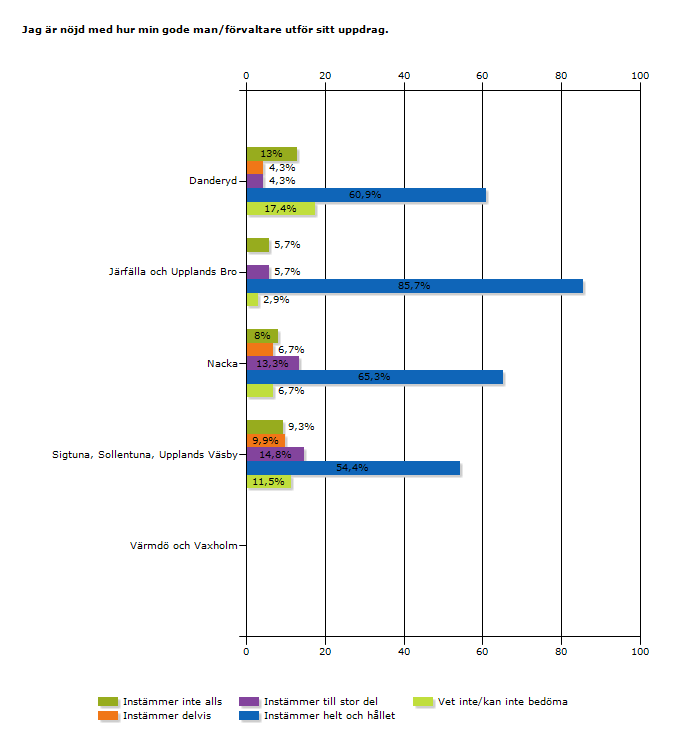 Jag är nöjd med hur min gode man/förvaltare utför sitt uppdrag.
0 20 40 60 80 100
13%
4,3%
Danderyd 4,3%
60,9%
17,4%
5,7%
Järfälla och Upplands Bro 5,7%
85,7%
2,9%
8%
6,7%
Nacka 13,3%
65,3%
6,7%
9,3%
9,9%
Sigtuna, Sollentuna, Upplands Väsby 14,8%
54,4%
11,5%
Värmdö och Vaxholm
0 20 40 60 80 100
Instämmer inte alls Instämmer till stor del Vet inte/kan inte bedöma
Instämmer delvis Instämmer helt och hållet